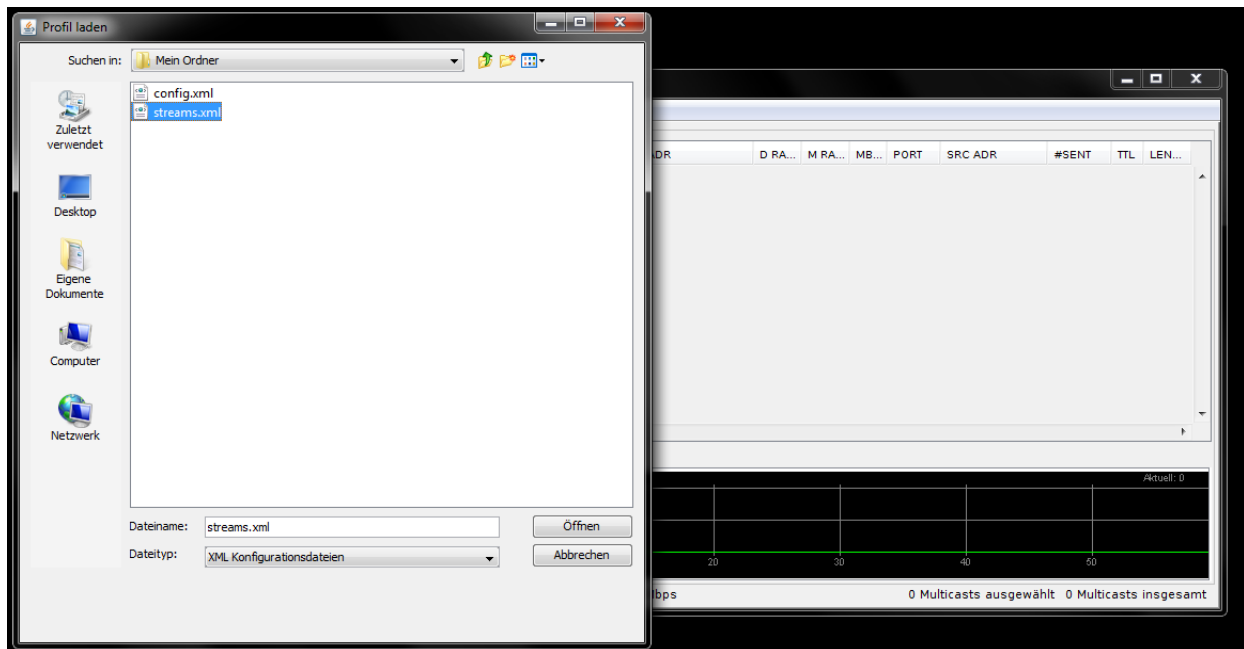 Profil laden
Suchen in: Mein Ordner
config.xml
streams.xml
Zuletzt
verwendet
Desktop
Eigene
Dokumente
Computer
Netzwerk
Dateiname: streams.xml Öffnen
Dateityp: XML Konfigurationsdateien Abbrechen
ADR D RA... M RA... MB... PORT SRC ADR #SENT TTL LEN...
Aktuell: 0
20 30 40 50
0 Multicasts ausgewählt 0 Multicasts insgesamt